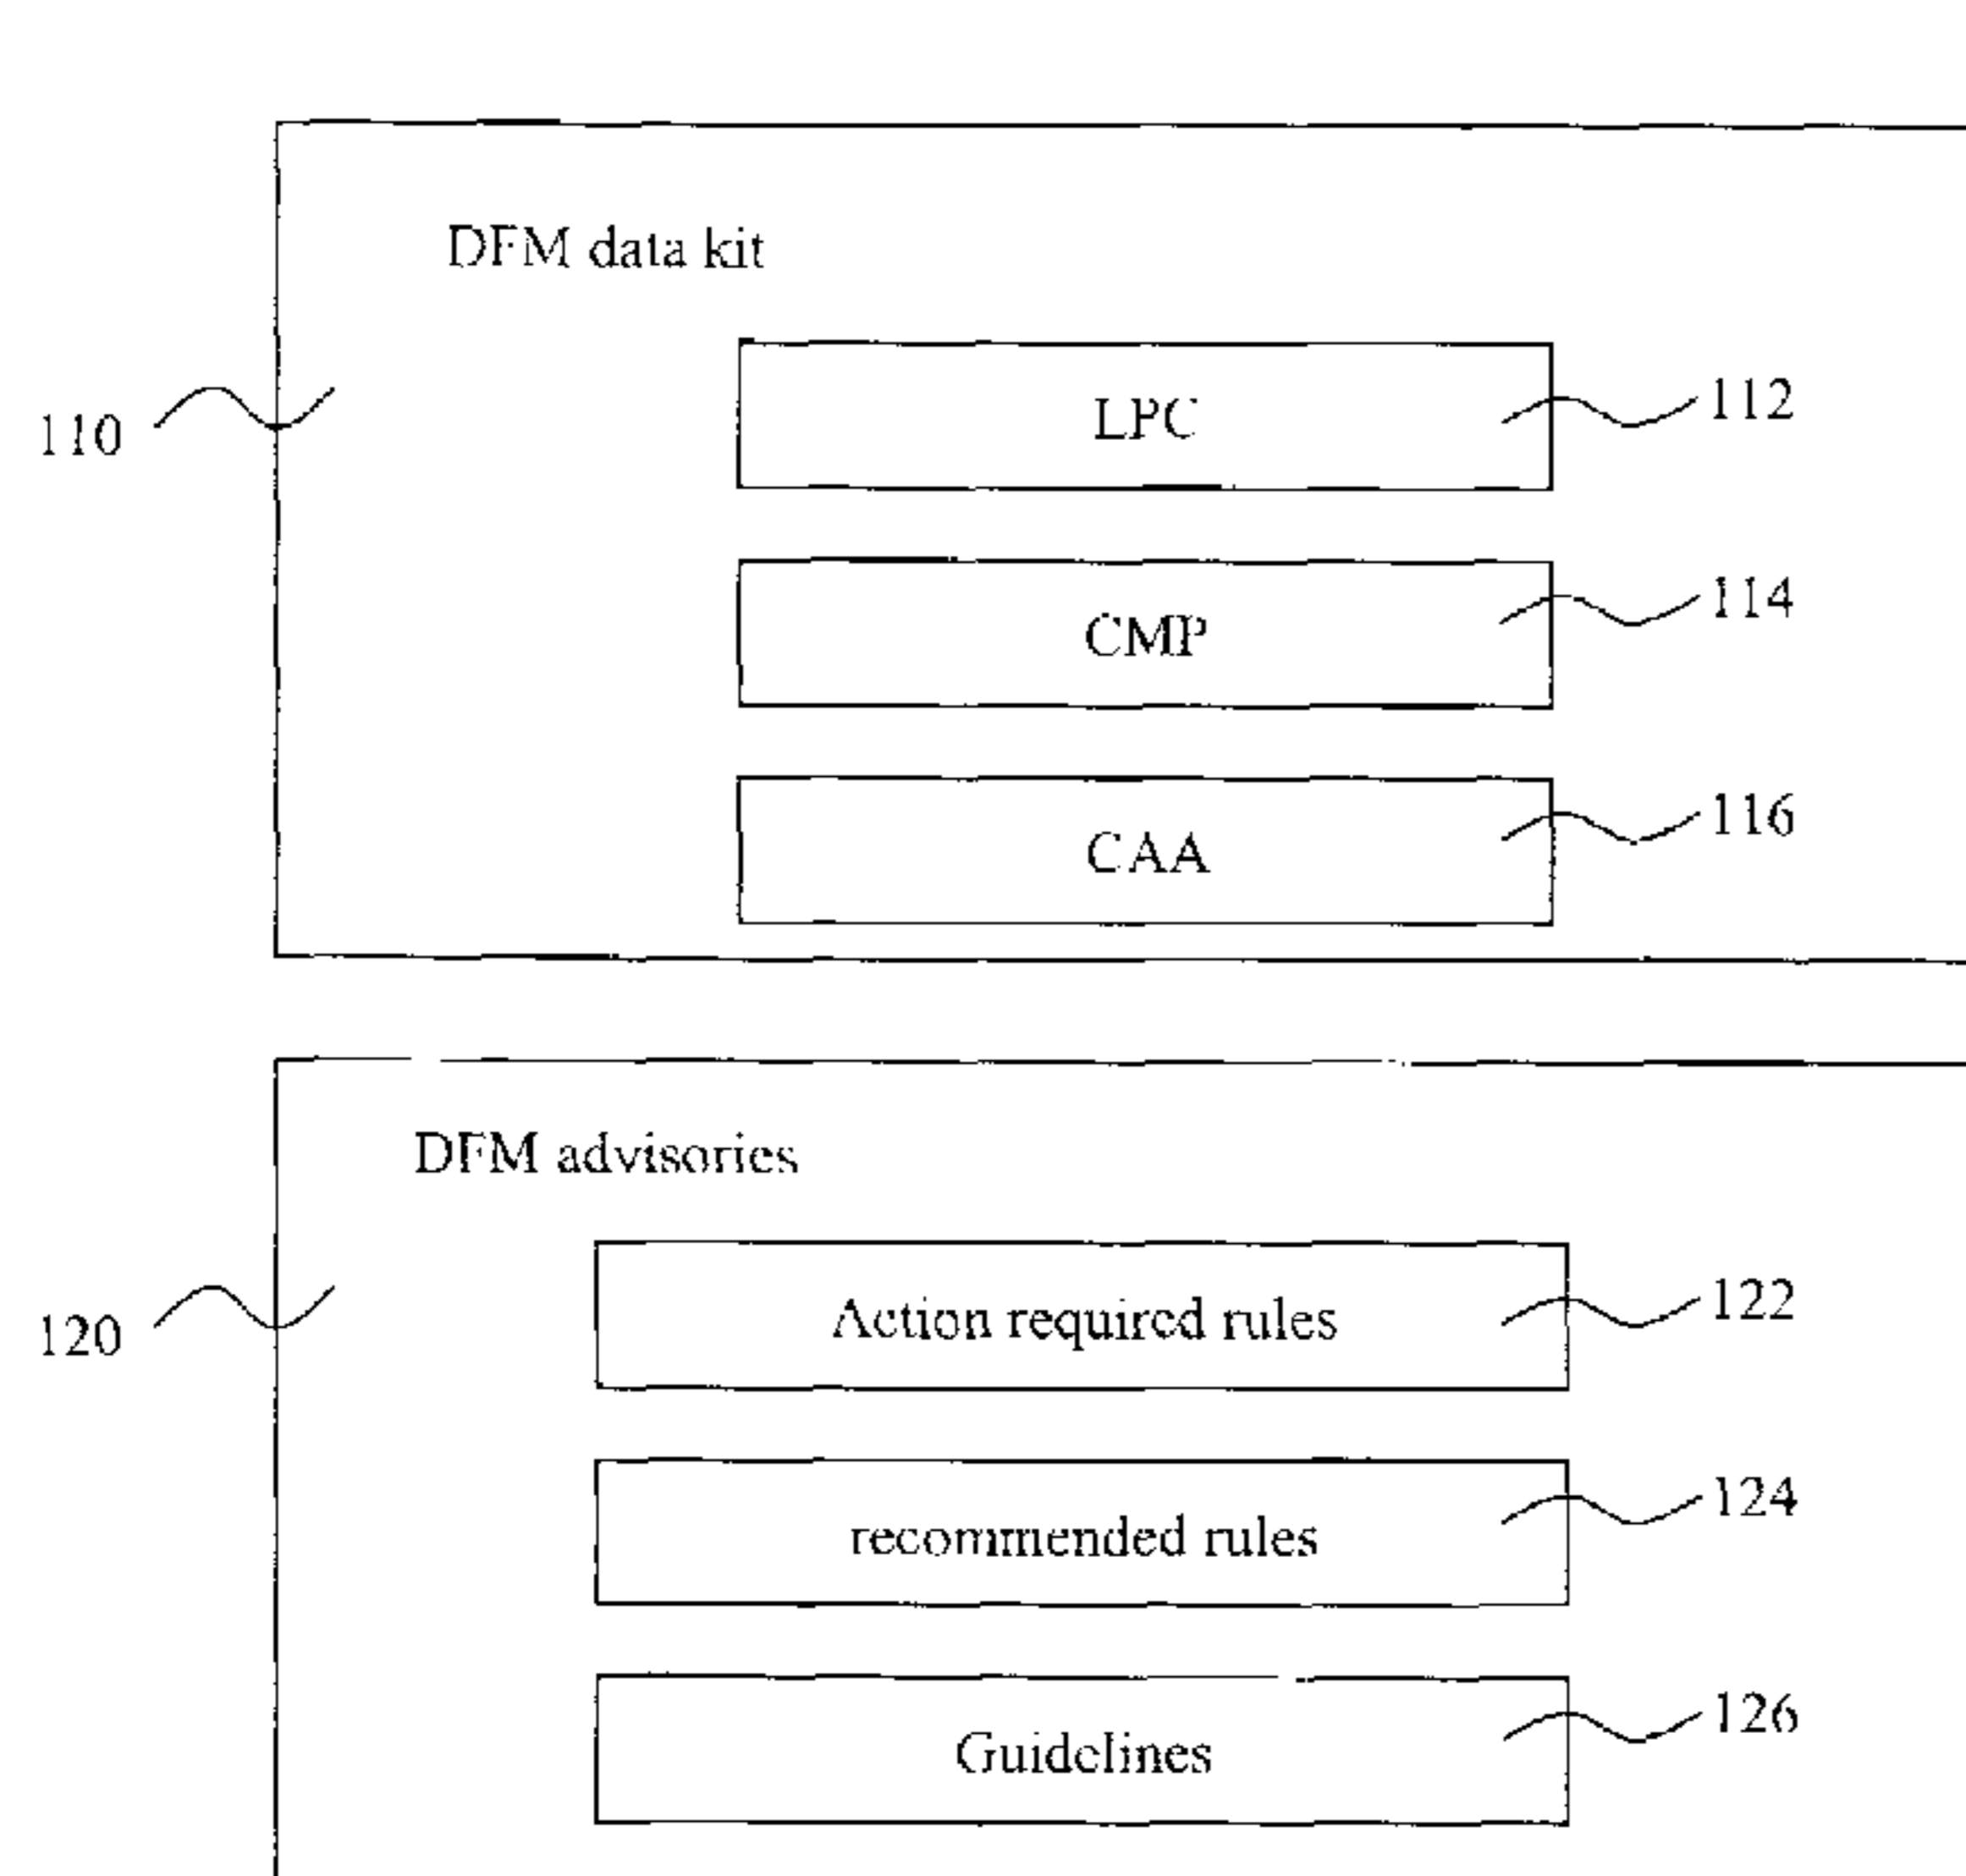 DFM data kit
LPC
112
110
CMP
114
CAA
116
DFM advisories
Action required rules
122
120
recommended rules
124
Guidelines
126